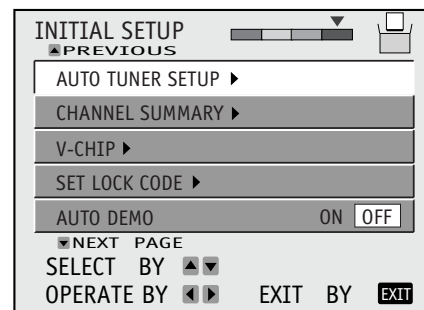 INITIAL SETUP
PREVIOUS
AUTO TUNER SETUP
CHANNEL SUMMARY
V-CHIP
SET LOCK CODE
AUTO DEMO ON OFF
NEXT PAGE
SELECT BY
OPERATE BY EXIT BY EXIT